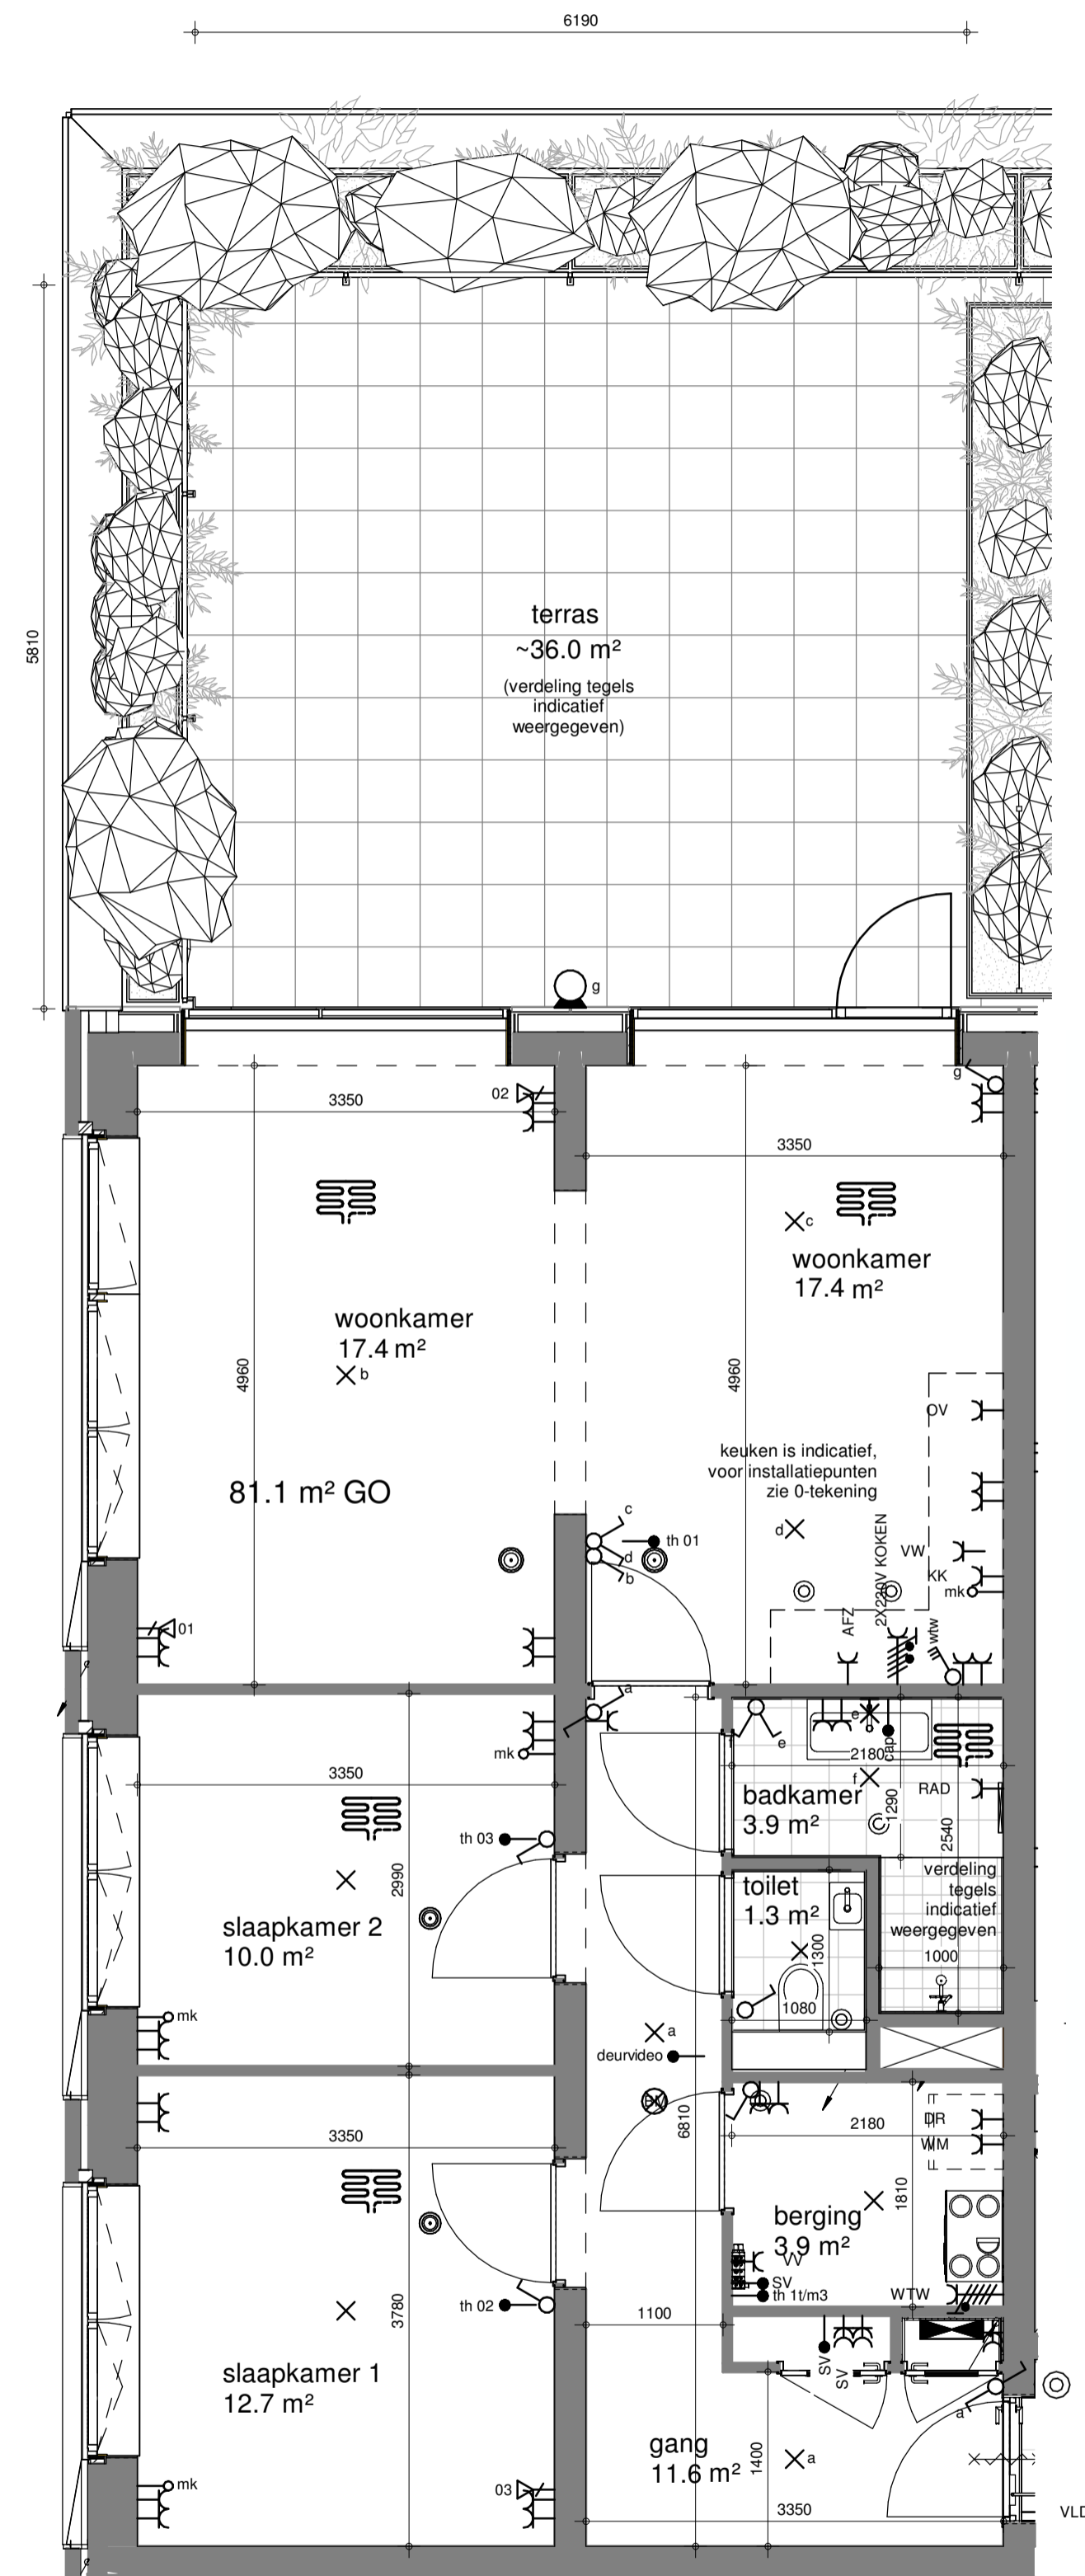 6190
5810
terras
~36.0 m²
(verdeling tegels
indicatief
weergegeven)
g
g
02
3350
3350
c
woonkamer
17.4 m²
woonkamer
17.4 m²
b
4960
4960
OV
keuken is indicatief,
voor installatiepunten
zie 0-tekening
81.1 m² GO
c
d
th 01
d
b
2X230V KOKEN
VW
KK
mk
AFZ
wtw
01
a
mk
e
e
cap
2180
3350
f
RAD
badkamer
3.9 m²
1290
2540
th 03
2990
verdeling
tegels
indicatief
weergegeven
toilet
1.3 m²
slaapkamer 2
10.0 m²
1300
1000
1080
mk
a
deurvideo
6810
DR
WM
2180
3350
1810
berging
3.9 m²
VV
SV
th 1t/m3
WTW
th 02
3780
1100
SV
SV
slaapkamer 1
12.7 m²
a
gang
11.6 m²
1400
a
mk
03
3350
VLD